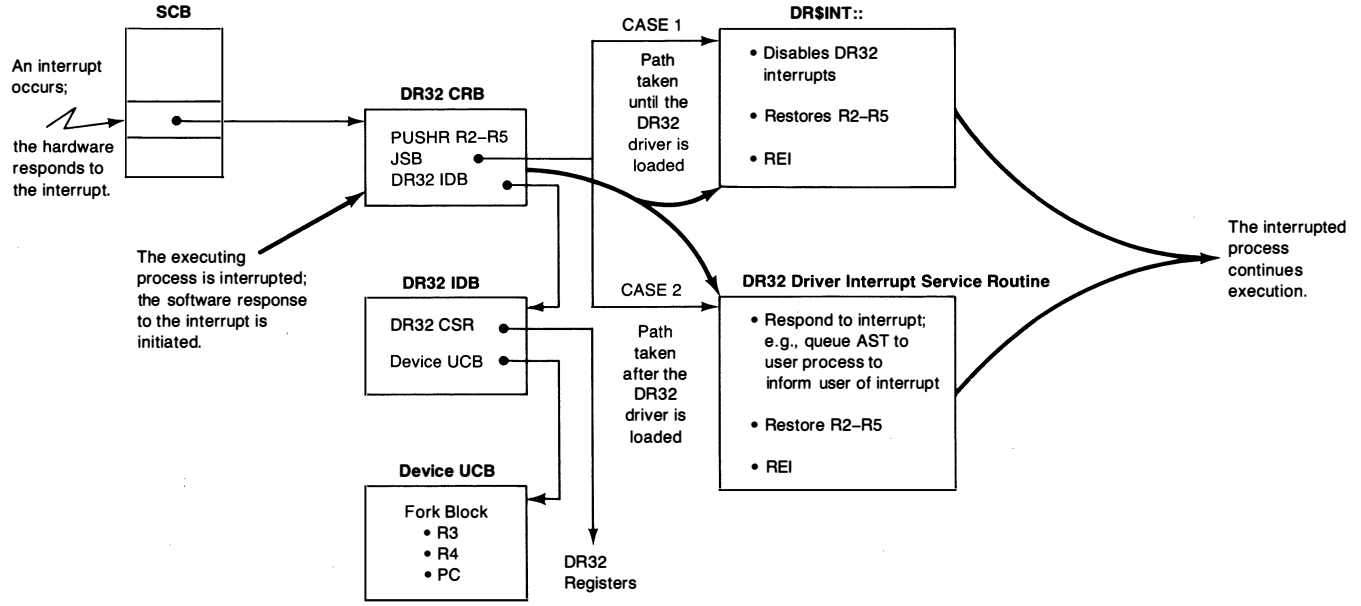 SCB
An interrupt
occurs;
the hardware
responds to
the interrupt.
DR32 CRB
PUSHR R2–R5
JSB
DR32 IDB
The executing
process is interrupted;
the software response
to the interrupt is
initiated.
CASE 1
Path
taken
until the
DR32
driver is
loaded
DR$INT::
• Disables DR32
interrupts
• Restores R2–R5
• REI
DR32 IDB
DR32 CSR
Device UCB
CASE 2
Path
taken
after the
DR32
driver is
loaded
DR32 Driver Interrupt Service Routine
• Respond to interrupt;
e.g., queue AST to
user process to
inform user of interrupt
• Restore R2–R5
• REI
The interrupted
process
continues
execution.
Device UCB
Fork Block
• R3
• R4
• PC
DR32
Registers